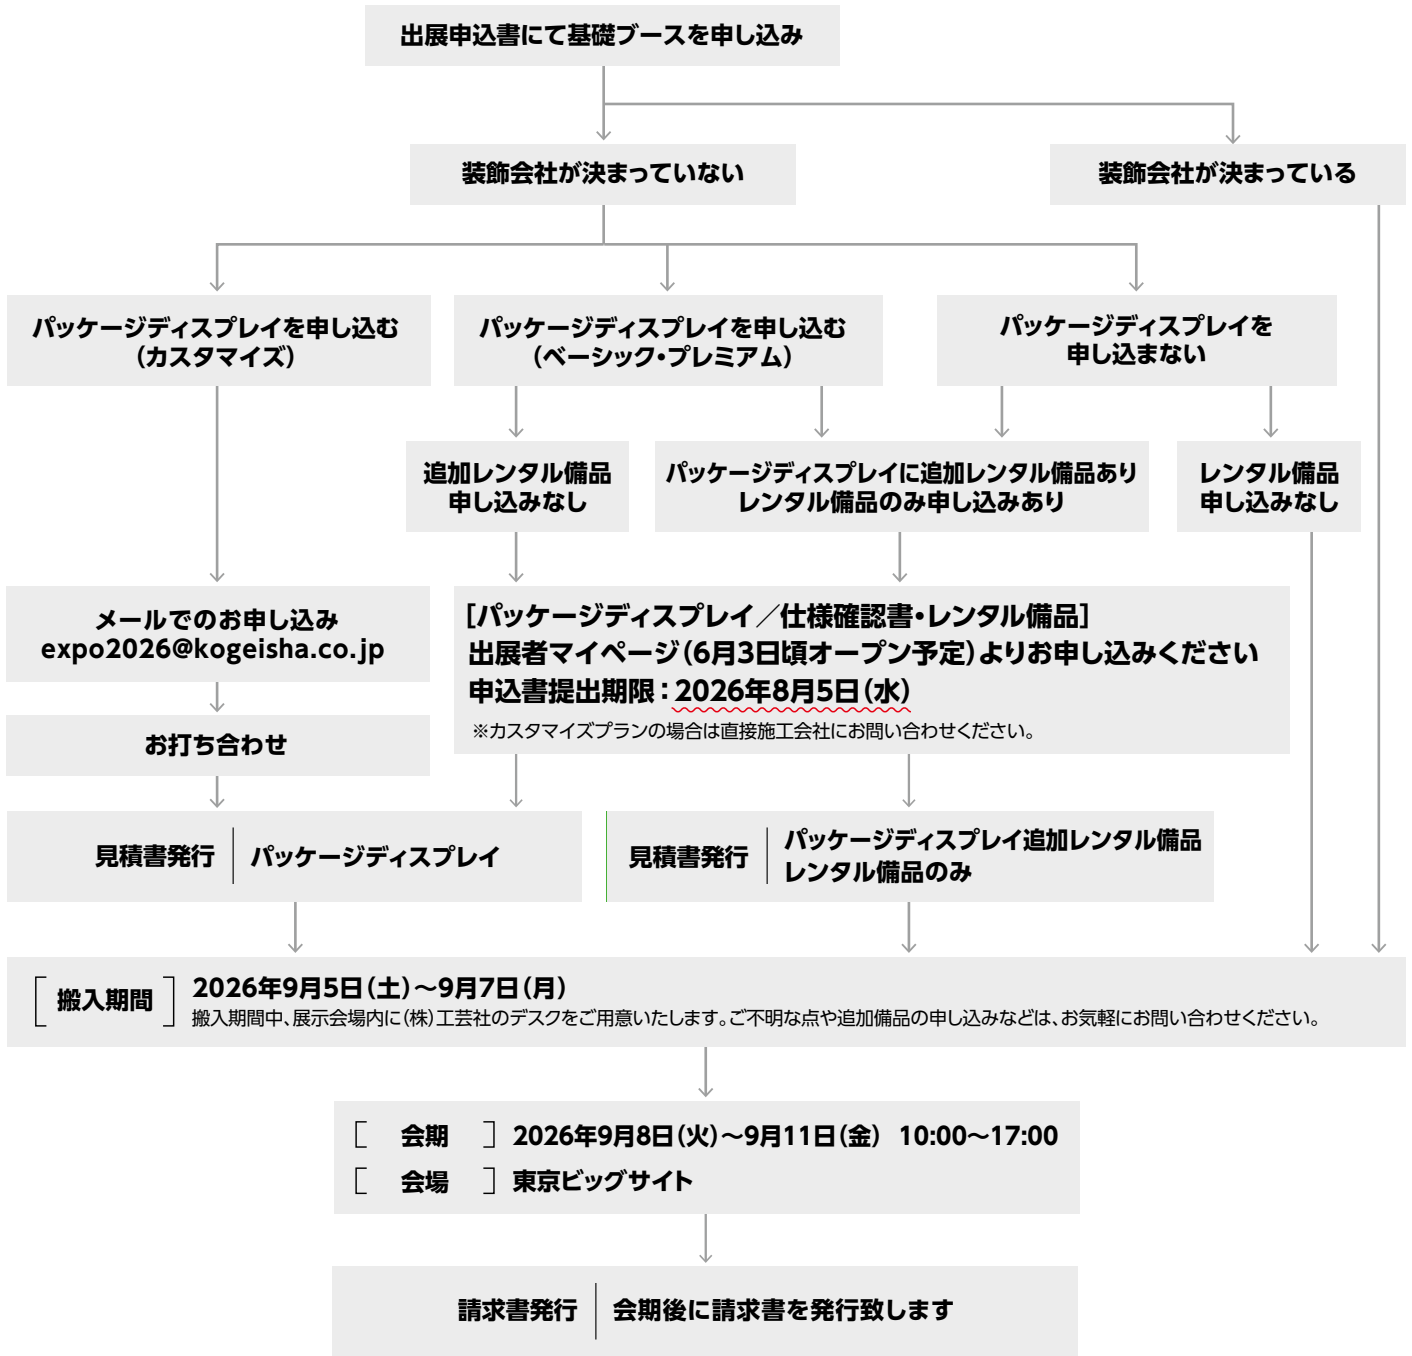 出展申込書にて基礎ブースを申し込み
装飾会社が決まっていない
装飾会社が決まっている
パッケージディスプレイを申し込む
（カスタマイズ）
パッケージディスプレイを申し込む
（ベーシック・プレミアム）
パッケージディスプレイを
申し込まない
追加レンタル備品
申し込みなし
パッケージディスプレイに追加レンタル備品あり
レンタル備品のみ申し込みあり
レンタル備品
申し込みなし
メールでのお申し込み
expo2026@kogeisha.co.jp
お打ち合わせ
［パッケージディスプレイ／仕様確認書・レンタル備品］
出展者マイページ（6月3日頃オープン予定）よりお申し込みください
申込書提出期限：2026年8月5日（水）
※カスタマイズプランの場合は直接施工会社にお問い合わせください。
見積書発行 パッケージディスプレイ
見積書発行 パッケージディスプレイ追加レンタル備品
レンタル備品のみ
［搬入期間］ 2026年9月5日（土）～9月7日（月）
搬入期間中、展示会場内に（株）工芸社のデスクをご用意いたします。ご不明な点や追加備品の申し込みなどは、お気軽にお問い合わせください。
［ 会期 ］ 2026年9月8日（火）～9月11日（金） 10:00～17:00
［ 会場 ］ 東京ビッグサイト
請求書発行 会期後に請求書を発行致します